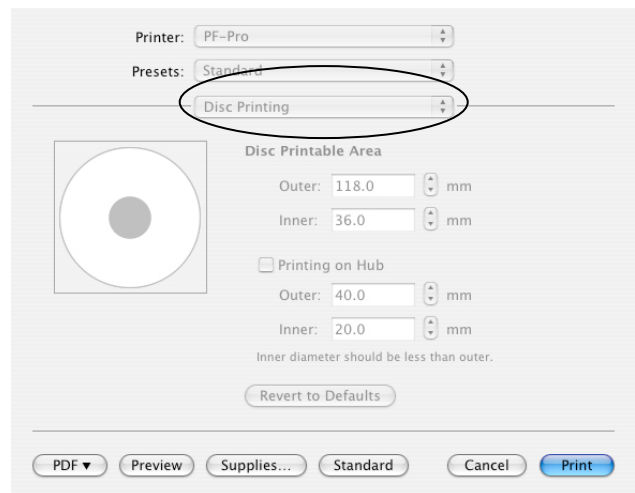 Printer: PF-Pro
Presets: Standard
Disc Printing
Disc Printable Area
Outer: 118.0 mm
Inner: 36.0 mm
Printing on Hub
Outer: 40.0 mm
Inner: 20.0 mm
Inner diameter should be less than outer.
Revert to Defaults
PDF ▼ Preview Supplies... Standard Cancel Print